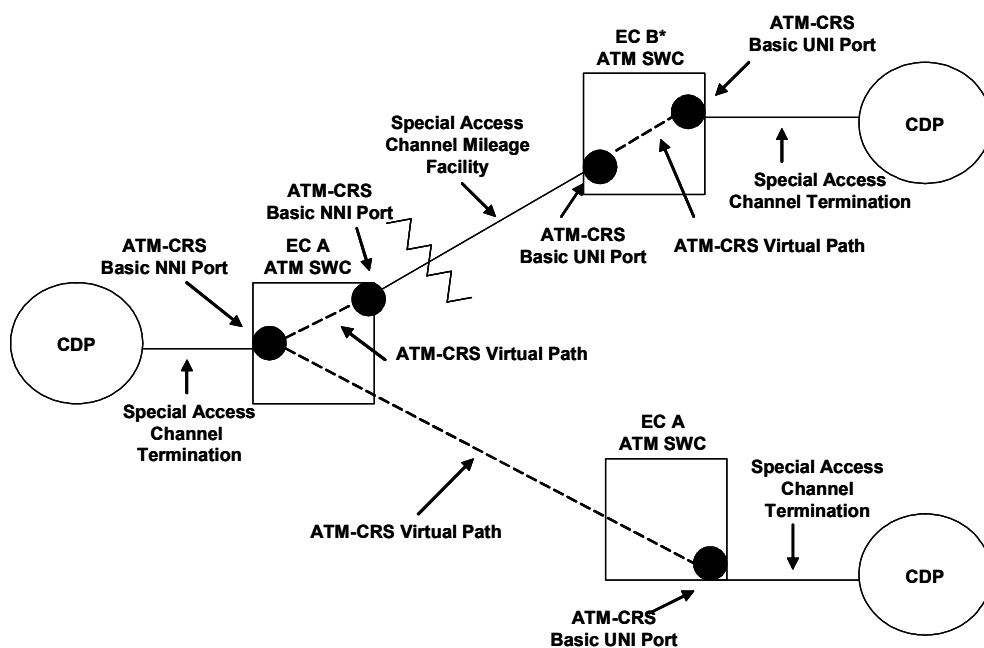 ATM-CRS
Basic UNI Port
EC B*
ATM SWC
CDP
Special Access
Channel Mileage
Facility
Special Access
Channel Termination
ATM-CRS
Basic NNI Port
ATM-CRS
Basic UNI Port
ATM-CRS Virtual Path
ATM-CRS
Basic NNI Port
EC A
ATM SWC
CDP
ATM-CRS Virtual Path
Special Access
Channel
Termination
EC A
ATM SWC
Special Access
Channel
Termination
ATM-CRS Virtual Path
CDP
ATM-CRS
Basic UNI Port